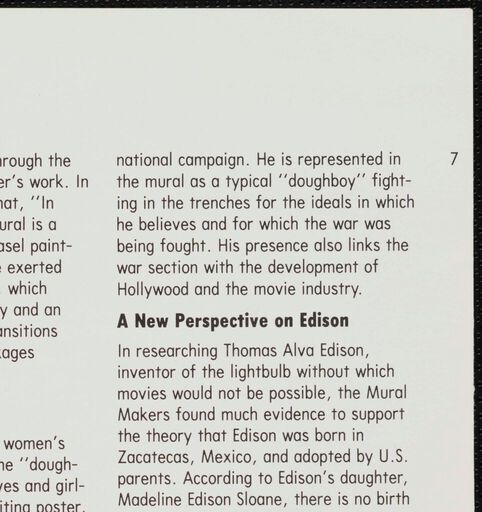 rough the
er's work. In
hat, ''In
ural is a
asel paint-
exerted
which
y and an
ansitions
kages
women's
he ''dough-
ves and girl-
iting poster.
national campaign. He is represented in
the mural as a typical ''doughboy'' fight-
ing in the trenches for the ideals in which
he believes and for which the war was
being fought. His presence also links the
war section with the development of
Hollywood and the movie industry.
A New Perspective on Edison
In researching Thomas Alva Edison,
inventor of the lightbulb without which
movies would not be possible, the Mural
Makers found much evidence to support
the theory that Edison was born in
Zacatecas, Mexico, and adopted by U.S.
parents. According to Edison's daughter,
Madeline Edison Sloane, there is no birth
7